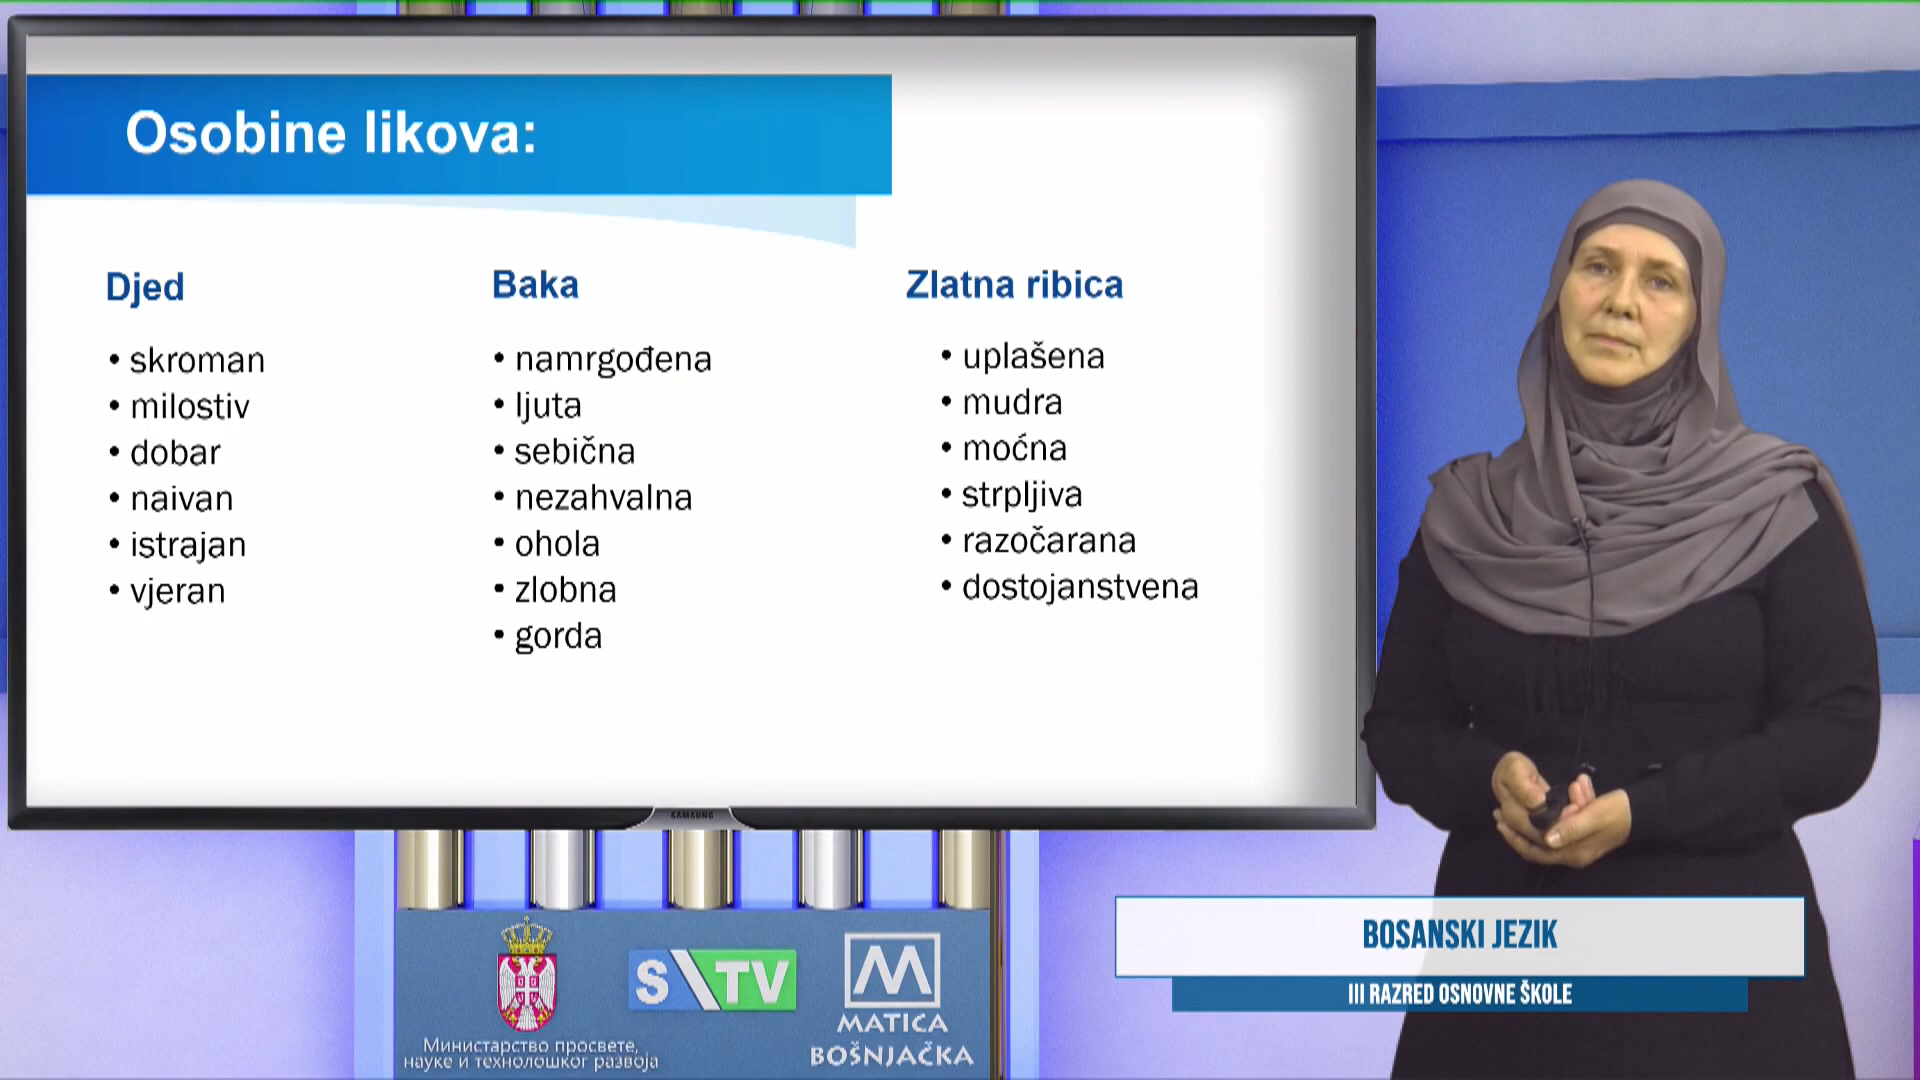 Osobine likova:
Djed
• skroman
• milostiv
• dobar
• naivan
• istrajan
• vjeran
Baka
• namrgođena
• ljuta
• sebična
• nezahvalna
• ohola
• zlobna
• gorda
Zlatna ribica
• uplašena
• mudra
• moćna
• strpljiva
• razočarana
• dostojanstvena
SAMSUNG
BOSANSKI JEZIK
III RAZRED OSNOVNE ŠKOLE
Министарство просвете,
науке и технолошког развоја
S TV
MATICA
BOŠNJAČKA